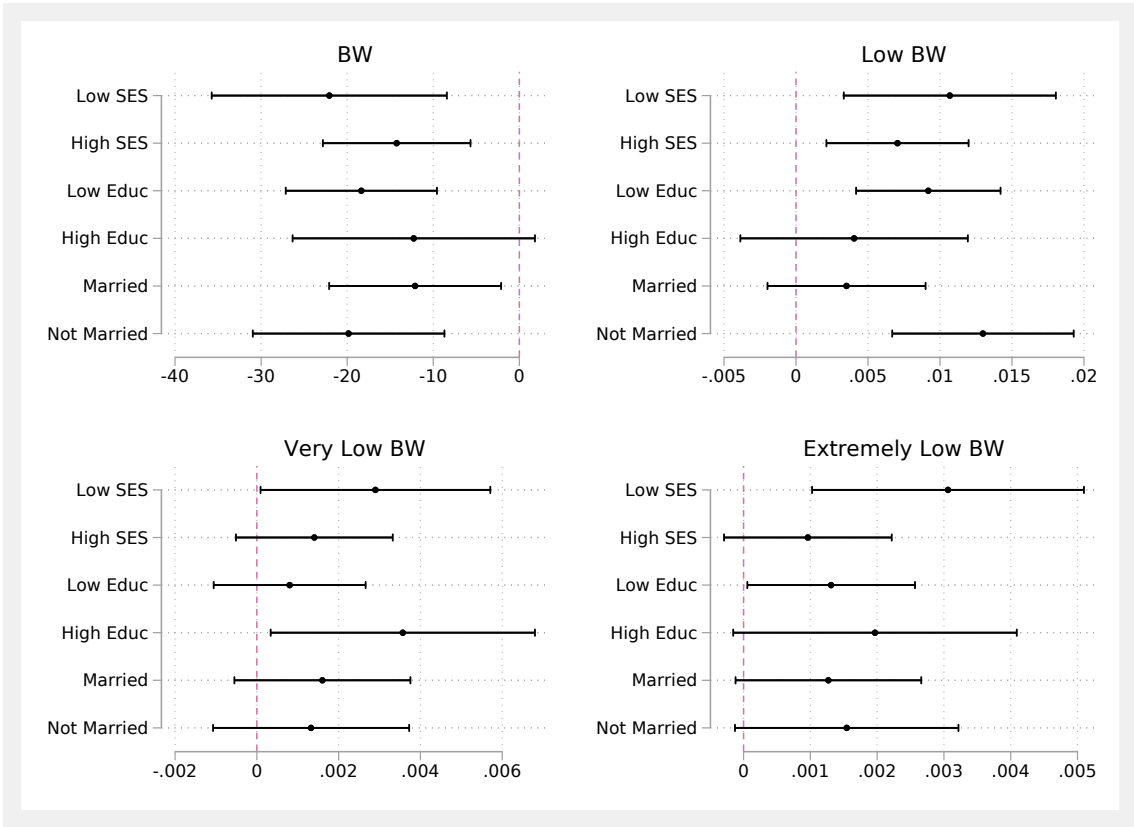 BW
Low SES
High SES
Low Educ
High Educ
Married
Not Married
-40 -30 -20 -10 0
Low BW
Low SES
High SES
Low Educ
High Educ
Married
Not Married
-.005 0 .005 .01 .015 .02
Very Low BW
Low SES
High SES
Low Educ
High Educ
Married
Not Married
-.002 0 .002 .004 .006
Extremely Low BW
Low SES
High SES
Low Educ
High Educ
Married
Not Married
0 .001 .002 .003 .004 .005